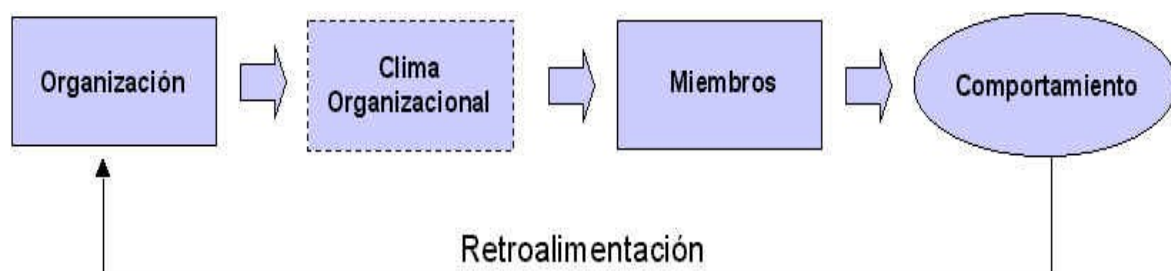 Organización
Clima
Organizacional
Miembros
Comportamiento
Retroalimentación